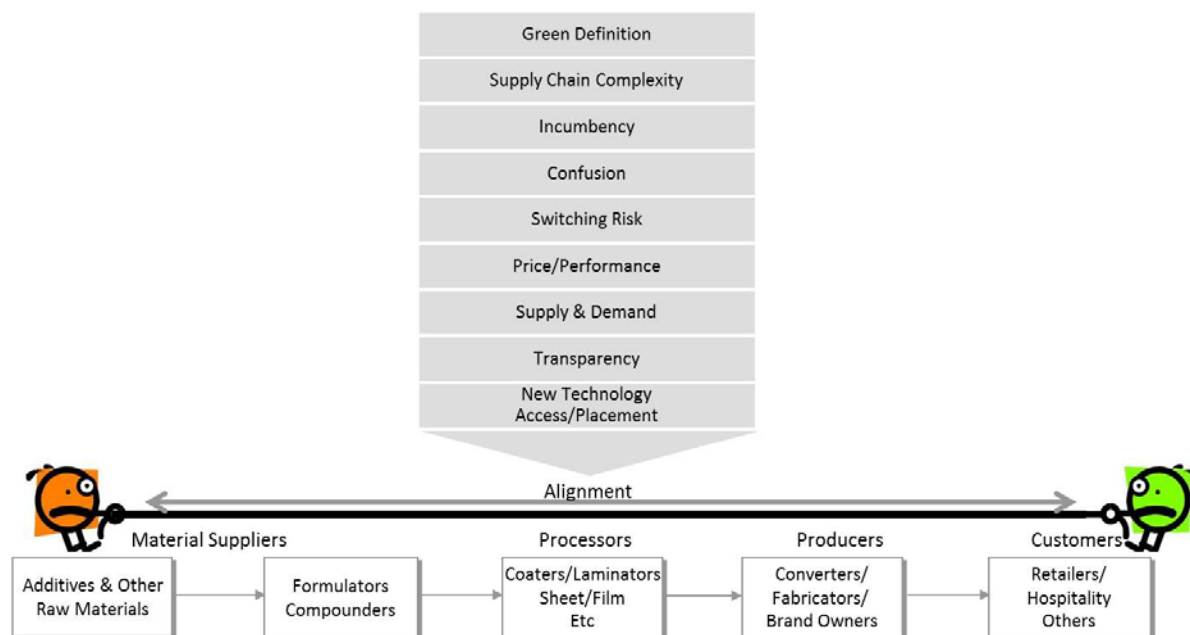 Green Definition
Supply Chain Complexity
Incumbency
Confusion
Switching Risk
Price/Performance
Supply & Demand
Transparency
New Technology
Access/Placement
Alignment
Material Suppliers
Processors
Producers
Customers
Additives & Other
Raw Materials
Formulators
Compounders
Coaters/Laminators
Sheet/Film
Etc
Converters/
Fabricators/
Brand Owners
Retailers/
Hospitality
Others